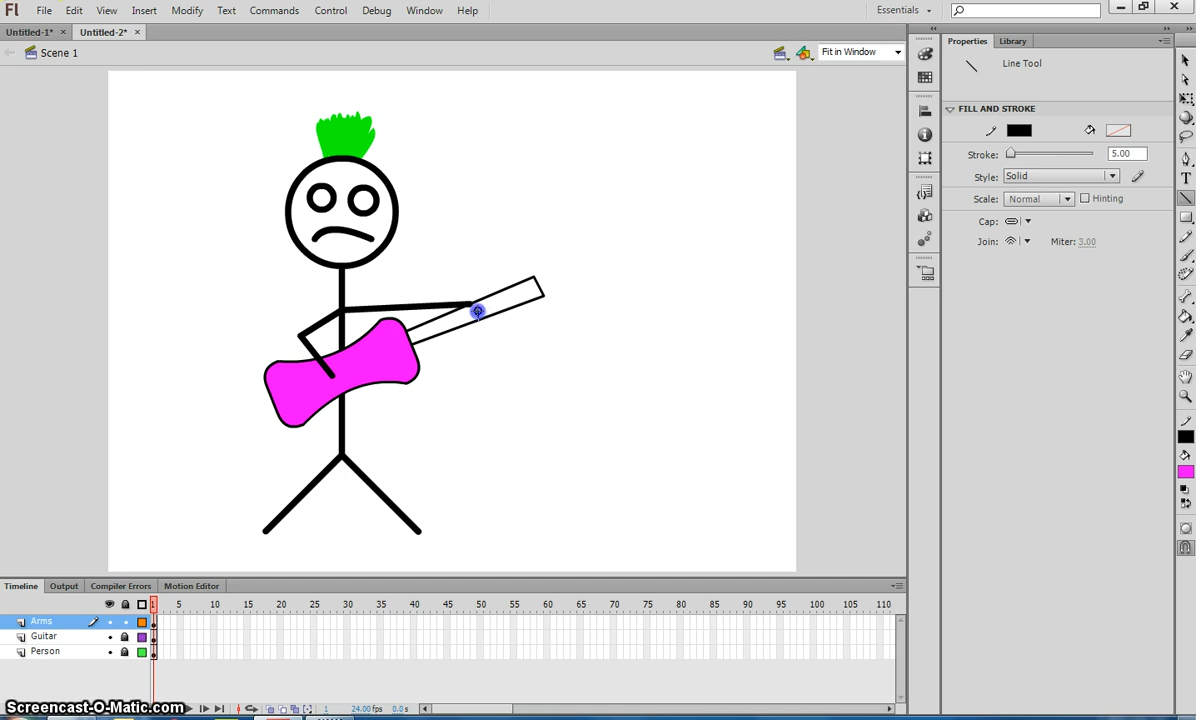 Fl File Edit View Insert Modify Text Commands Control Debug Window Help Essentials
Untitled-1* × Untitled-2* ×
Scene 1 Fit in Window
Properties Library
Line Tool
FILL AND STROKE
Stroke: 5.00
Style: Solid
Scale: Normal Hinting
Cap:
Join: Miter: 3.00
Timeline Output Compiler Errors Motion Editor
1 5 10 15 20 25 30 35 40 45 50 55 60 65 70 75 80 85 90 95 100 105 110
Arms
Guitar
Person
Screencast-O-Matic.com 1 24.00 fps 0.0 s